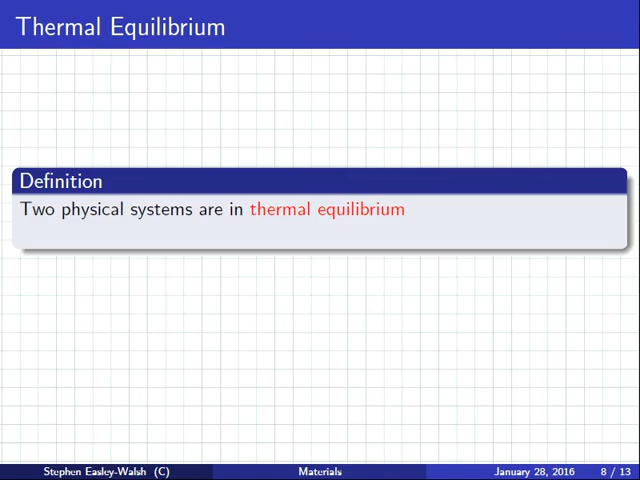 Thermal Equilibrium
Definition
Two physical systems are in thermal equilibrium
Stephen Easley-Walsh (C) Materials January 28, 2016 8 / 13